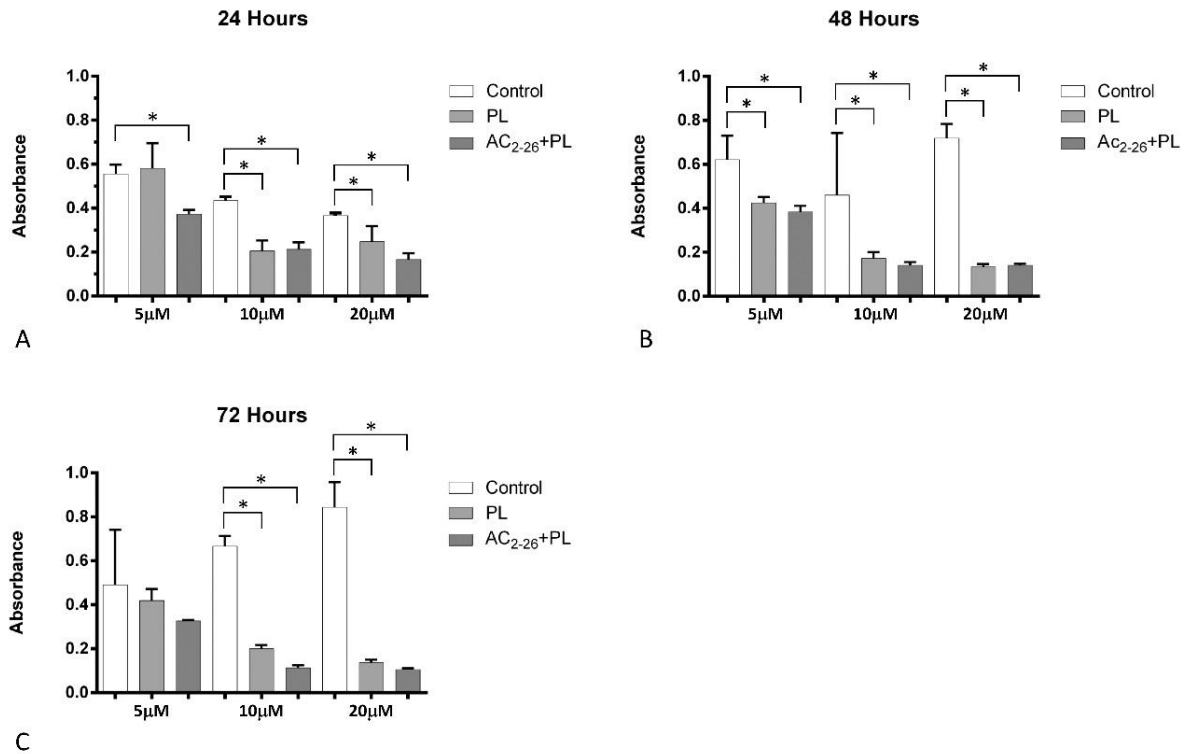 24 Hours
Absorbance
1.0
0.8
0.6
0.4
0.2
0.0
*
*
*
*
*
5µM
10µM
20µM
Control
PL
AC2-26+PL
A
48 Hours
Absorbance
1.0
0.8
0.6
0.4
0.2
0.0
*
*
*
*
*
*
5µM
10µM
20µM
Control
PL
Ac2-26+PL
B
72 Hours
Absorbance
1.0
0.8
0.6
0.4
0.2
0.0
*
*
*
*
5µM
10µM
20µM
Control
PL
AC2-26+PL
C